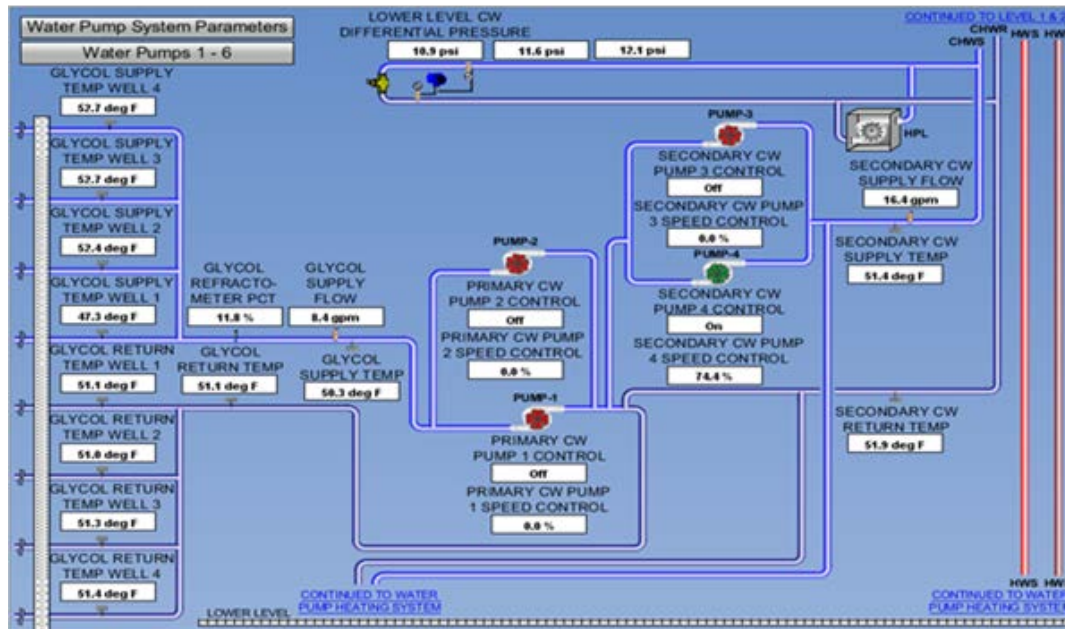 Water Pump System Parameters
Water Pumps 1 - 6
LOWER LEVEL CW
DIFFERENTIAL PRESSURE
10.9 psi
11.6 psi
12.1 psi
CONTINUED TO LEVEL 1 & 2
CHWR
HWS
CHWS
GLYCOL SUPPLY
TEMP WELL 4
52.7 deg F
GLYCOL SUPPLY
TEMP WELL 3
52.7 deg F
GLYCOL SUPPLY
TEMP WELL 2
52.4 deg F
GLYCOL SUPPLY
TEMP WELL 1
47.3 deg F
GLYCOL RETURN
TEMP WELL 1
51.1 deg F
GLYCOL RETURN
TEMP WELL 2
51.0 deg F
GLYCOL RETURN
TEMP WELL 3
51.3 deg F
GLYCOL RETURN
TEMP WELL 4
51.4 deg F
GLYCOL
REFRACTO-
METER PCT
11.8 %
GLYCOL
SUPPLY
FLOW
8.4 gpm
GLYCOL
RETURN TEMP
51.1 deg F
GLYCOL
SUPPLY TEMP
50.3 deg F
PUMP-2
PRIMARY CW
PUMP 2 CONTROL
Off
PRIMARY CW PUMP
2 SPEED CONTROL
0.0 %
PUMP-1
PRIMARY CW
PUMP 1 CONTROL
Off
PRIMARY CW PUMP
1 SPEED CONTROL
0.0 %
PUMP-3
SECONDARY CW
PUMP 3 CONTROL
Off
SECONDARY CW PUMP
3 SPEED CONTROL
0.0 %
PUMP-4
SECONDARY CW
PUMP 4 CONTROL
On
SECONDARY CW PUMP
4 SPEED CONTROL
74.4 %
HPL
SECONDARY CW
SUPPLY FLOW
16.4 gpm
SECONDARY CW
SUPPLY TEMP
51.4 deg F
SECONDARY CW
RETURN TEMP
51.9 deg F
CONTINUED TO WATER
PUMP HEATING SYSTEM
LOWER LEVEL
HWS
CONTINUED TO WATER
PUMP HEATING SYSTEM